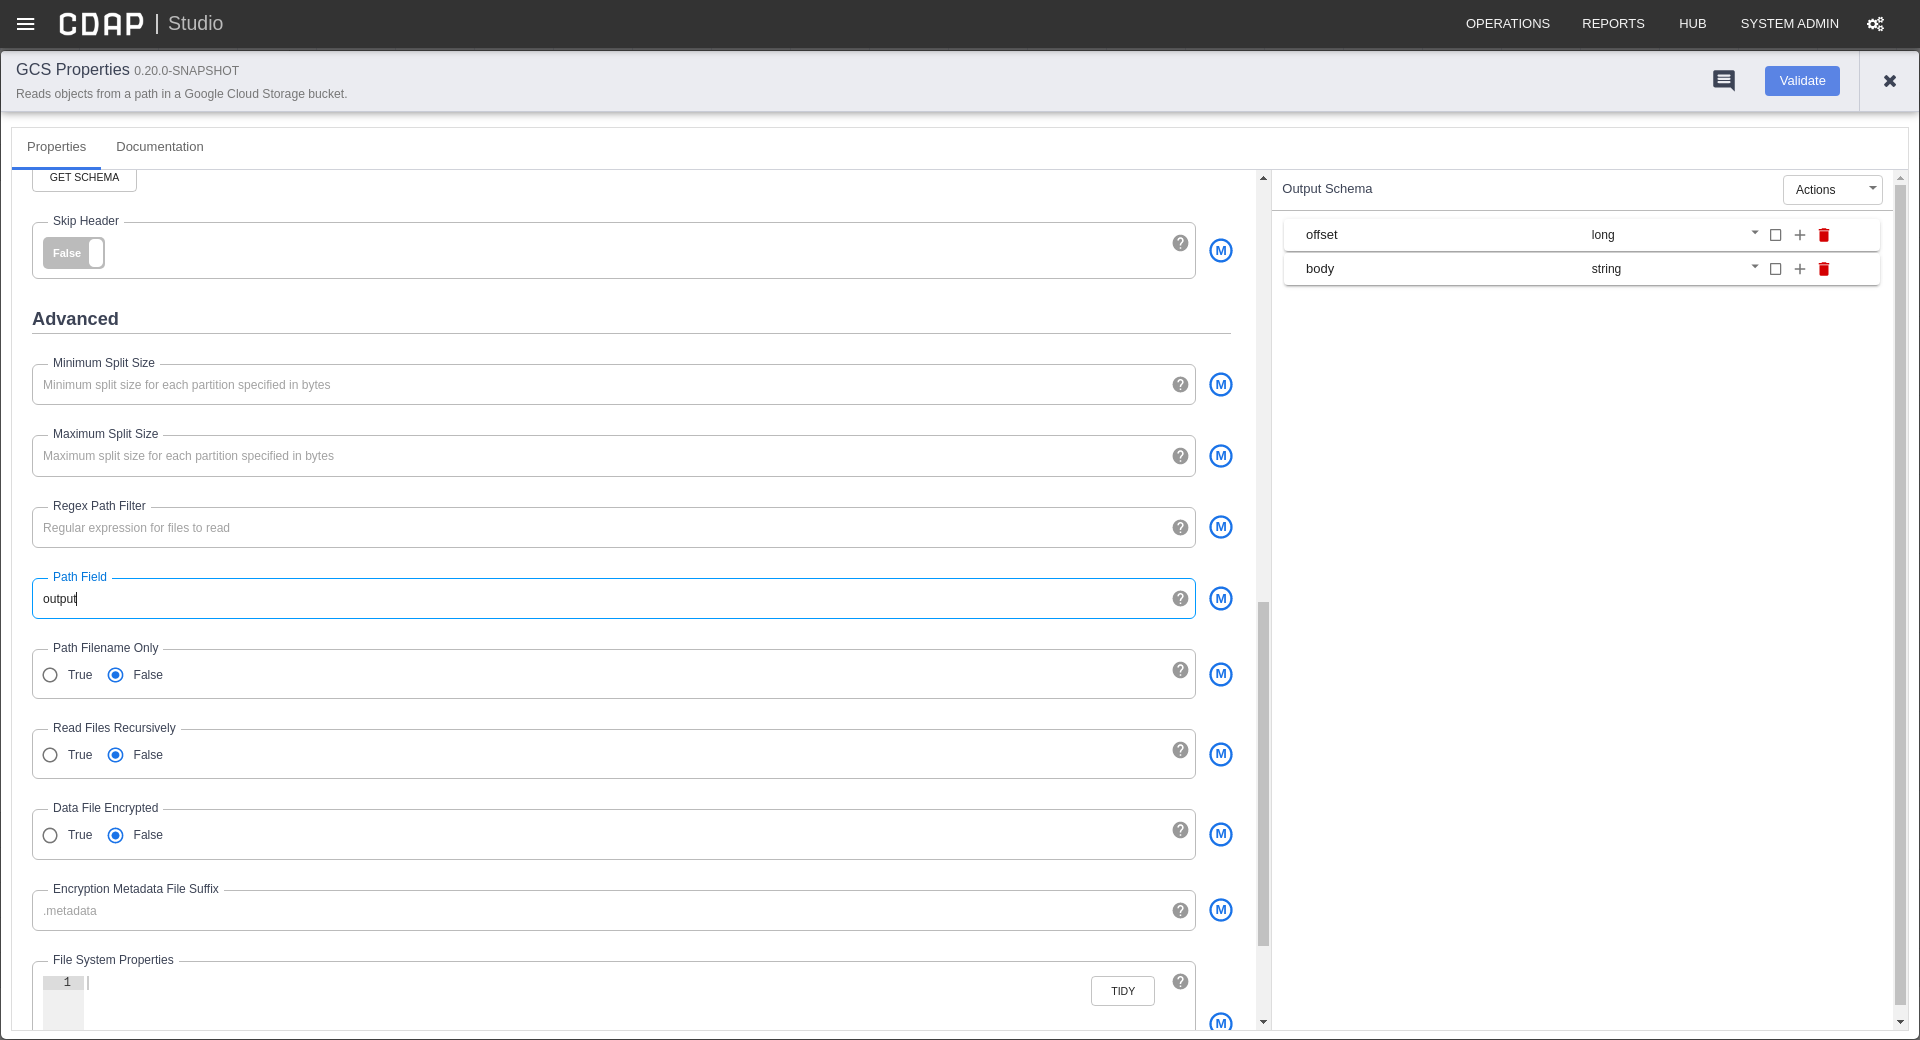 CDAP | Studio
OPERATIONS REPORTS HUB SYSTEM ADMIN
GCS Properties 0.20.0-SNAPSHOT
Reads objects from a path in a Google Cloud Storage bucket.
Validate
Properties Documentation
GET SCHEMA
Skip Header
False
M
Advanced
Minimum Split Size
Minimum split size for each partition specified in bytes
M
Maximum Split Size
Maximum split size for each partition specified in bytes
M
Regex Path Filter
Regular expression for files to read
M
Path Field
output
M
Path Filename Only
True False
M
Read Files Recursively
True False
M
Data File Encrypted
True False
M
Encryption Metadata File Suffix
.metadata
M
File System Properties
1
TIDY
M
Output Schema
Actions
offset long
body string